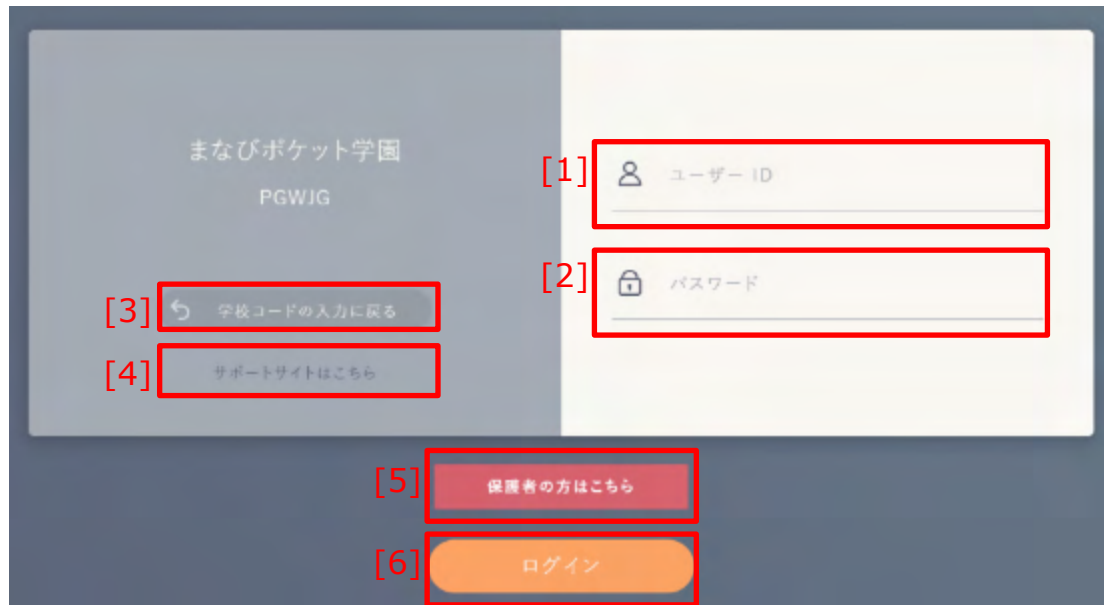 まなびポケット学園
PGWJG
[1] ユーザー ID
[2] パスワード
[3] 学校コードの入力に戻る
[4] サポートサイトはこちら
[5] 保護者の方はこちら
[6] ログイン